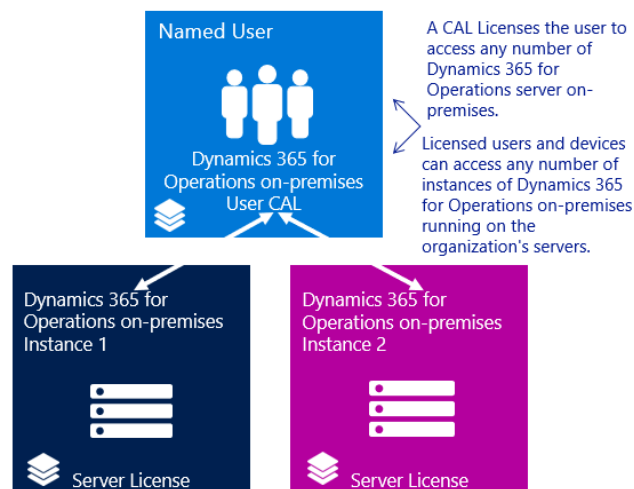 Named User
Dynamics 365 for
Operations on-premises
User CAL
A CAL Licenses the user to
access any number of
Dynamics 365 for
Operations server on-
premises.
Licensed users and devices
can access any number of
instances of Dynamics 365
for Operations on-premises
running on the
organization's servers.
Dynamics 365 for
Operations on-premises
Instance 1
Server License
Dynamics 365 for
Operations on-premises
Instance 2
Server License